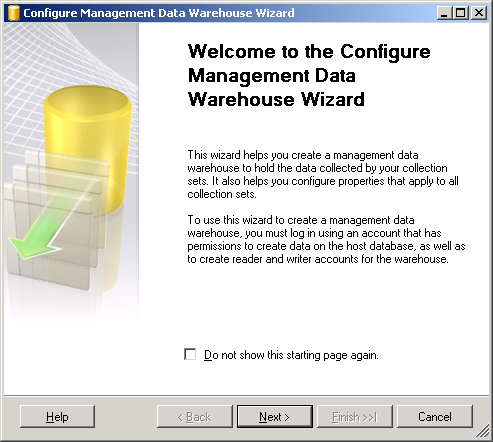 Configure Management Data Warehouse Wizard
Welcome to the Configure
Management Data
Warehouse Wizard
This wizard helps you create a management data
warehouse to hold the data collected by your collection
sets. It also helps you configure properties that apply to all
collection sets.
To use this wizard to create a management data
warehouse, you must log in using an account that has
permissions to create data on the host database, as well as
to create reader and writer accounts for the warehouse.
Do not show this starting page again.
Help < Back Next > Finish >>| Cancel